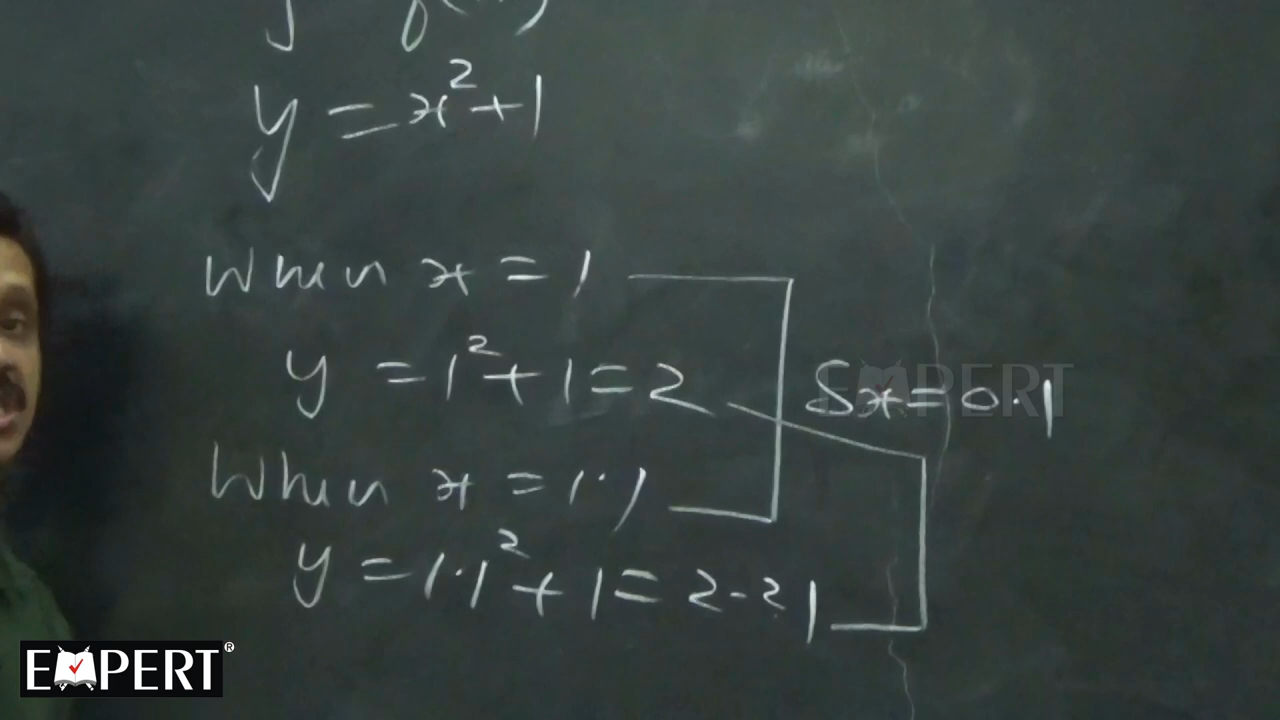 y = x²+1
When x = 1
y = 1²+1=2
δx=0.1
When x = 1.1
y = 1.1²+1=2.21
EXPERT
EXPERT®